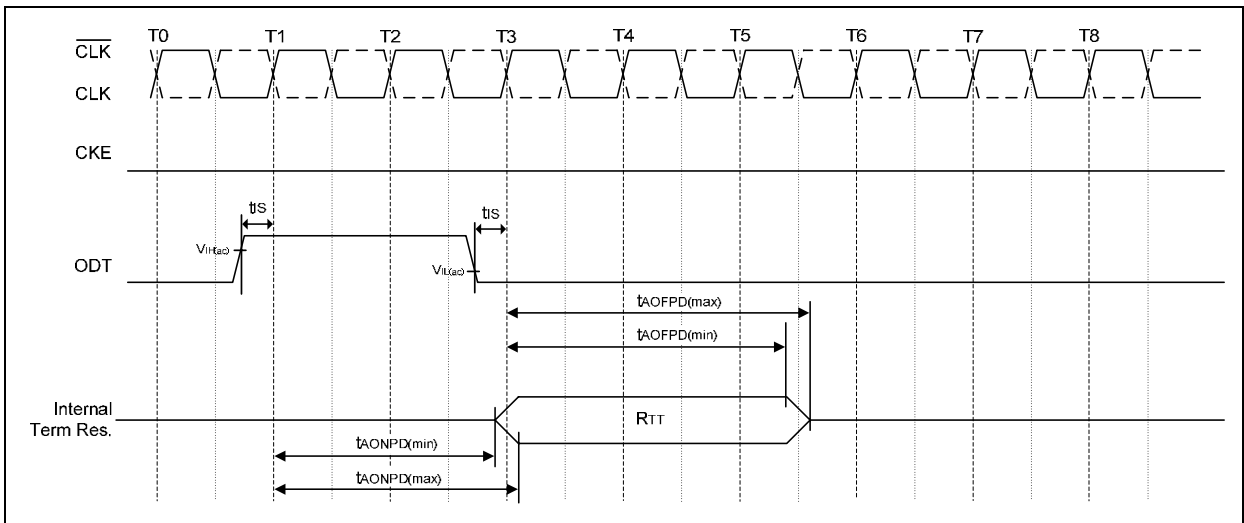 T0 T1 T2 T3 T4 T5 T6 T7 T8
CLK
CLK
CKE
tIS
tIS
VIH(ac)
ODT
VIL(ac)
tAOFPD(max)
tAOFPD(min)
Internal
Term Res.
RTT
tAONPD(min)
tAONPD(max)